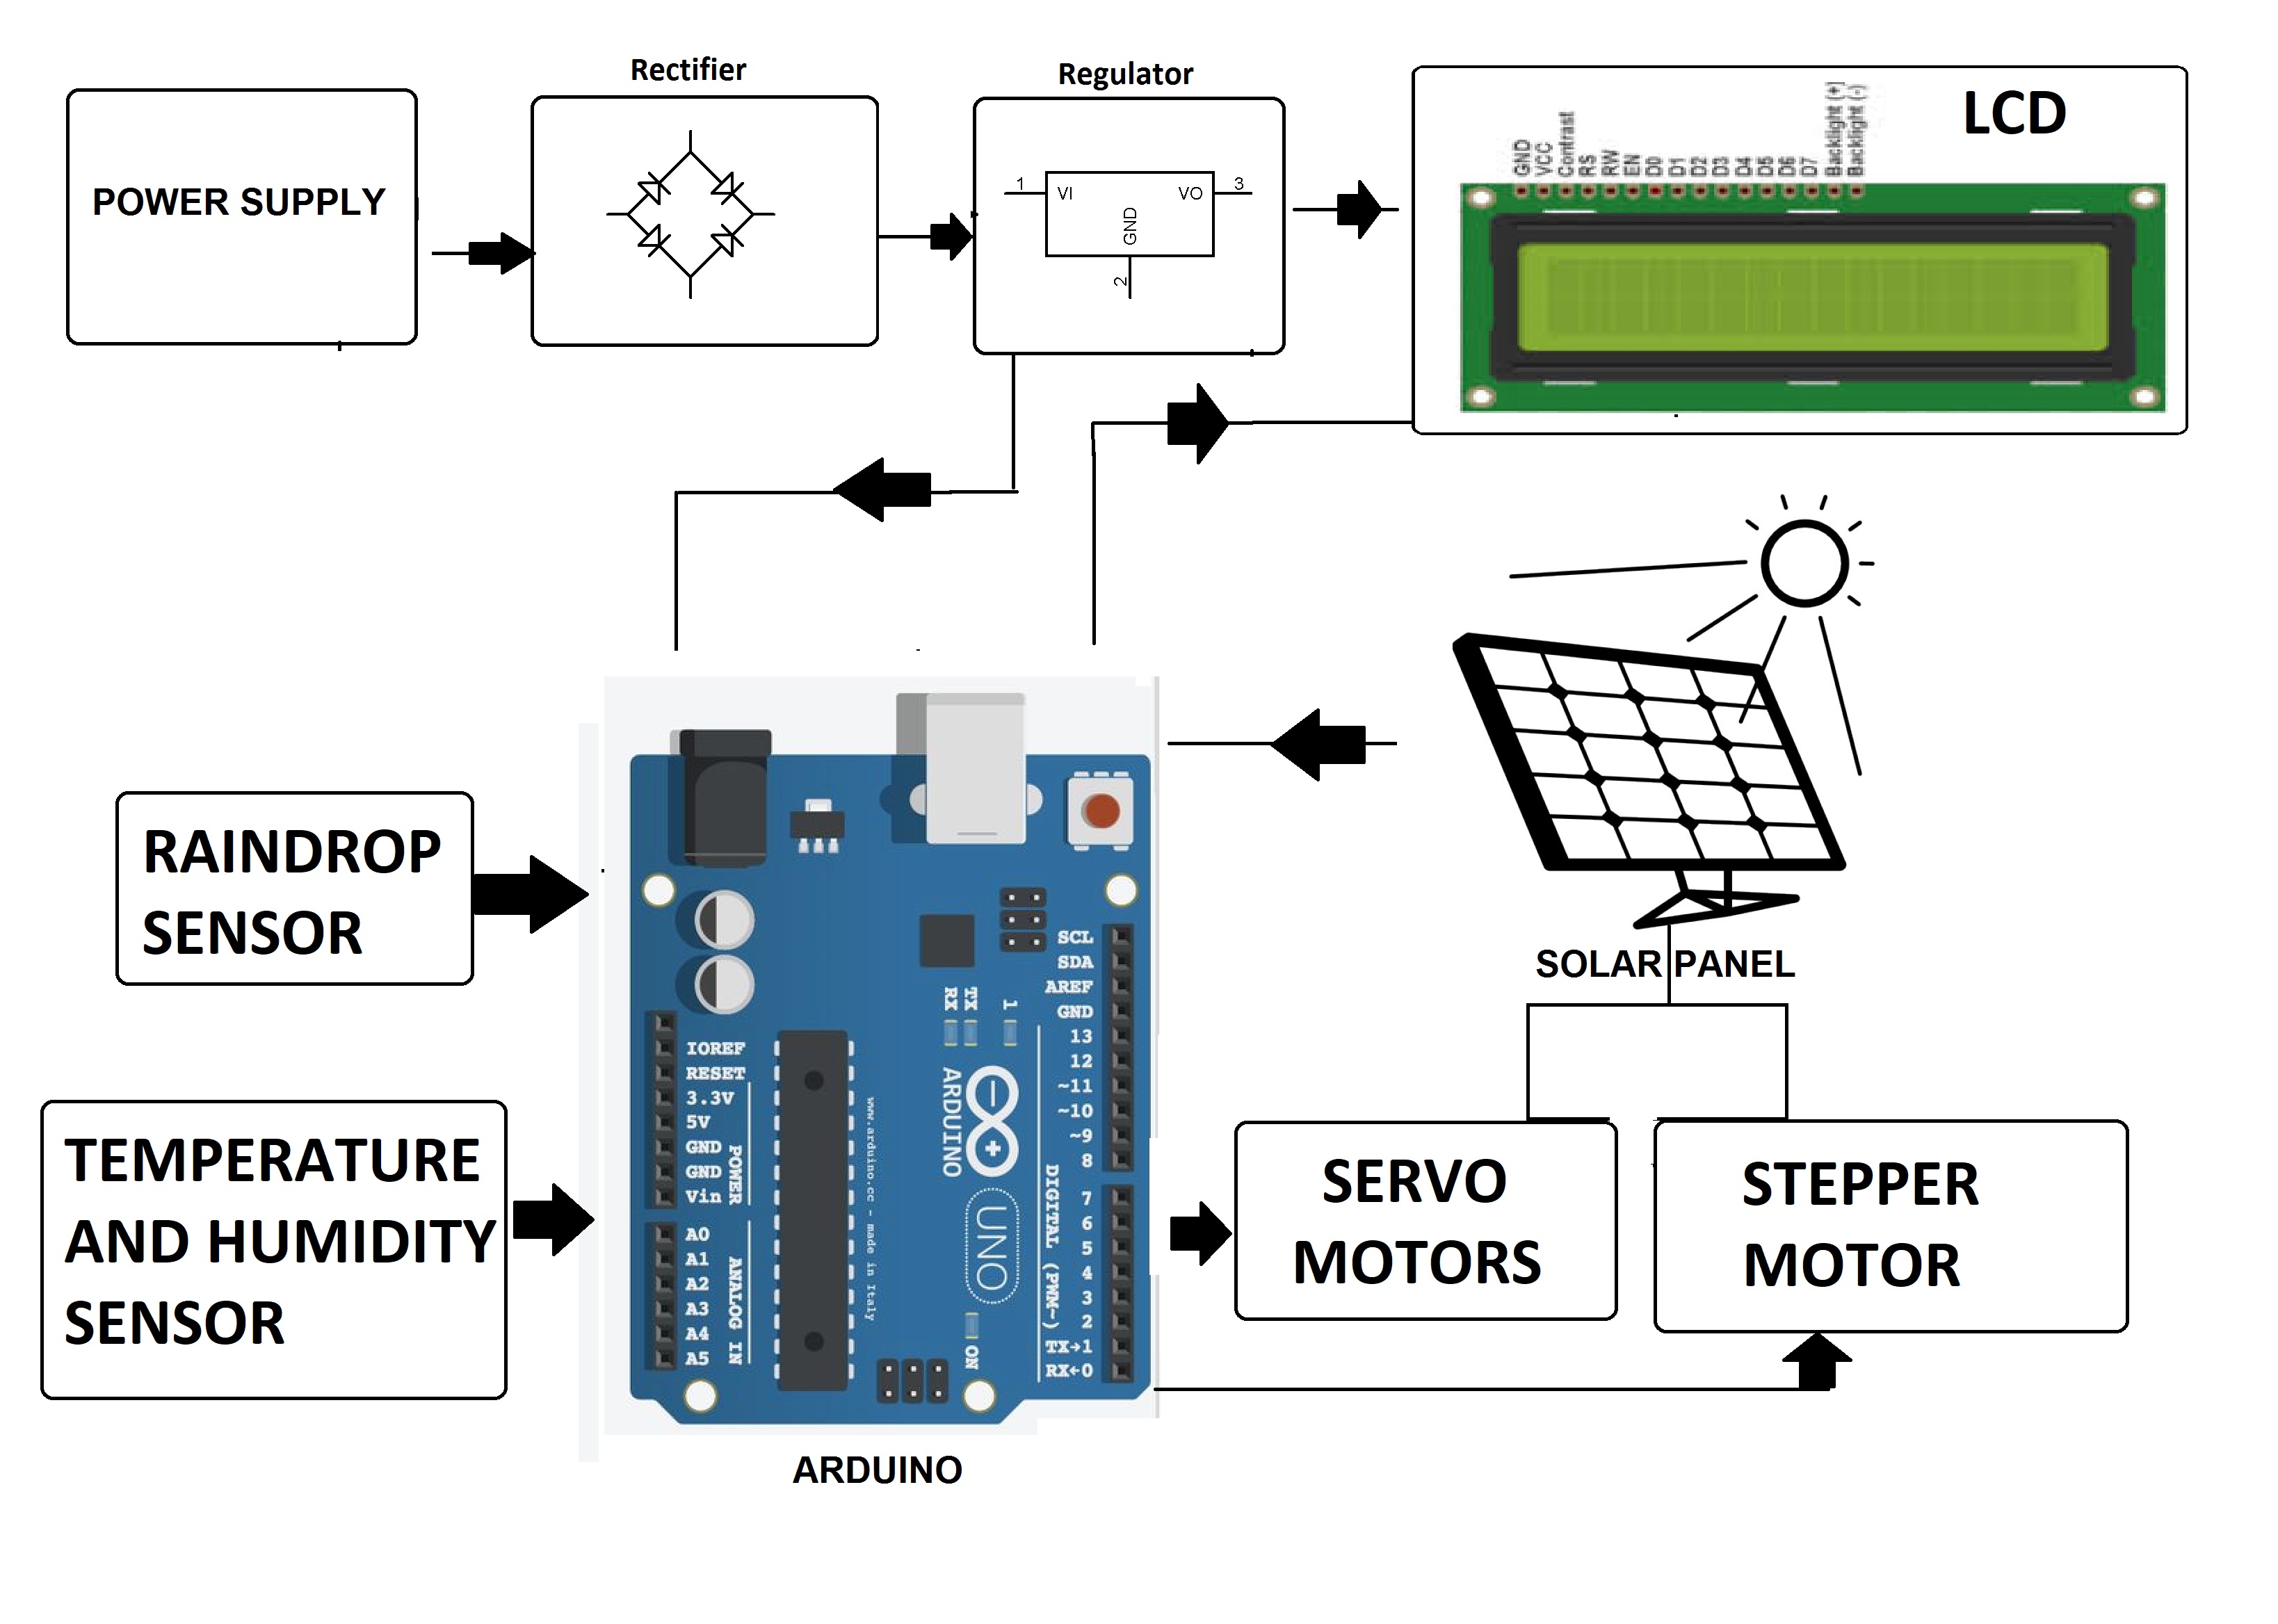 Rectifier
Regulator
POWER SUPPLY
1
VI
VO
3
GND
2
LCD
GND
VCC
Contrast
RS
RW
EN
D0
D1
D2
D3
D4
D5
D6
D7
Backlight (+)
Backlight (-)
RAINDROP
SENSOR
TEMPERATURE
AND HUMIDITY
SENSOR
SCL
SDA
AREF
GND
13
12
~11
~10
~9
8
7
6
5
4
3
2
TX→1
RX←0
DIGITAL (PWM~)
RX
TX
1
ARDUINO
UNO
ON
www.arduino.cc - made in Italy
IOREF
RESET
3.3V
5V
GND
GND
Vin
POWER
A0
A1
A2
A3
A4
A5
ANALOG IN
ARDUINO
SOLAR PANEL
SERVO
MOTORS
STEPPER
MOTOR